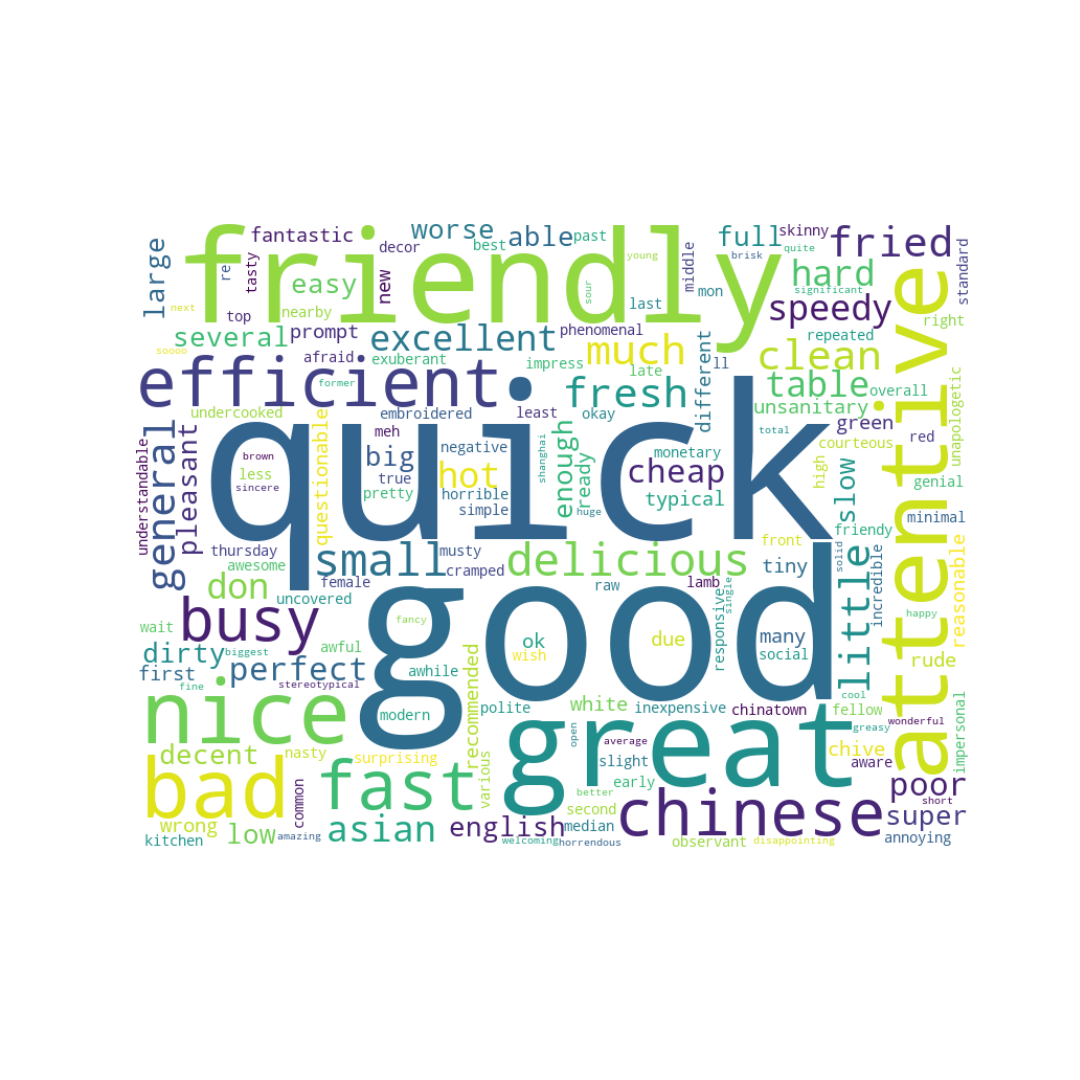 fantastic
decor
worse
best
able
past
young
full
skinny
quite
fried
large
re
tasty
friendly
brisk
middle
standard
next
easy
new
sour
mon
hard
significant
top
nearby
last
speedy
right
several
prompt
excellent
phenomenal
much
different
repeated
soooo
afraid
exuberant
impress
late
ll
clean
attentive
efficient
former
fresh
table
overall
undercooked
embroidered
least
okay
unsanitary
unapologetic
general
pleasant
questionable
meh
negative
quick
total
green
courteous
red
understandable
brown
less
sincere
big
true
pretty
hot
horrible
simple
shanghai
enough
ready
huge
monetary
cheap
typical
high
slow
genial
friendy
minimal
thursday
awesome
small
musty
cramped
delicious
front
tiny
solid
incredible
reasonable
don
female
uncovered
raw
lamb
responsive
single
little
happy
busy
fancy
good
wait
dirty
biggest
awful
ok
wish
due
many
social
rude
first
perfect
awhile
recommended
fine
stereotypical
cool
nice
modern
polite
white
inexpensive
chinatown
fellow
wonderful
impersonal
greasy
open
great
average
decent
nasty
surprising
various
slight
chive
aware
bad
common
fast
better
early
poor
short
wrong
low
asian
english
second
median
chinese
super
kitchen
amazing
welcoming
horrendous
observant
disappointing
annoying